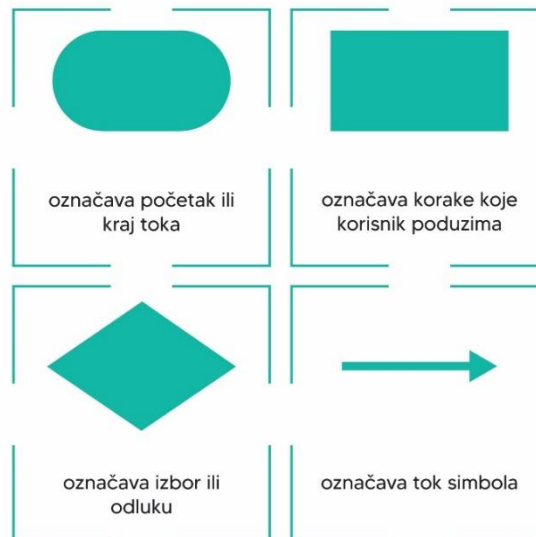 označava početak ili
kraj toka
označava korake koje
korisnik poduzima
označava izbor ili
odluku
označava tok simbola